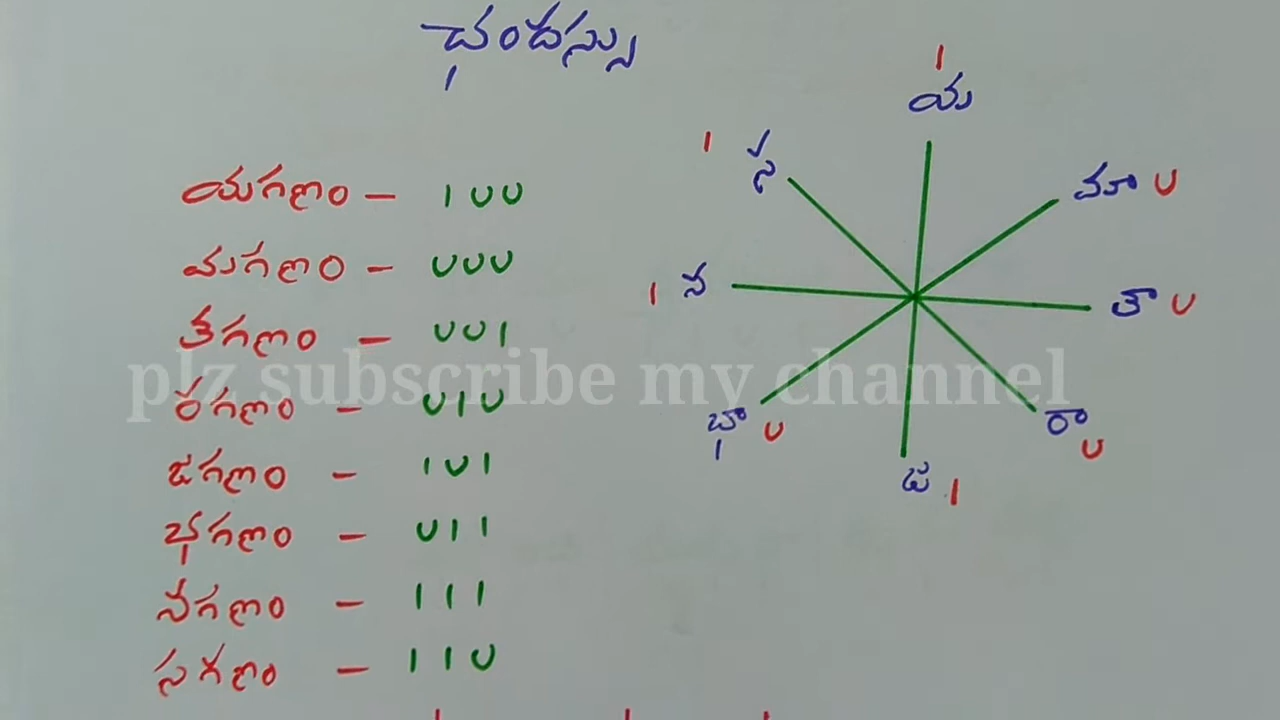 ఛందస్సు
యగణం - I U U
మగణం - U U U
తగణం - U U I
రగణం - U I U
జగణం - I U I
భగణం - U I I
నగణం - I I I
సగణం - I I U
I
య
మా U
తా U
రా U
జ I
భా U
I న
I స
plz subscribe my channel